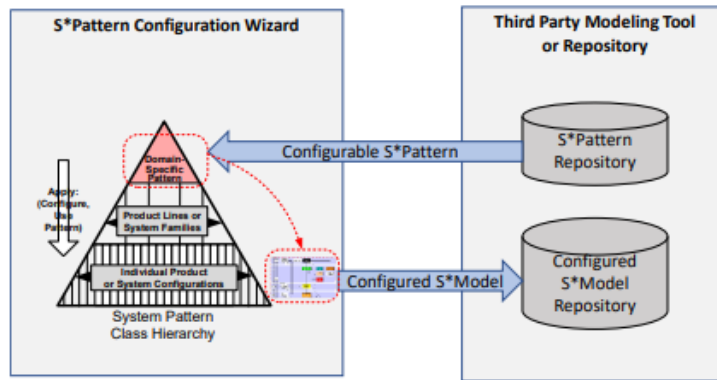 S*Pattern Configuration Wizard
Third Party Modeling Tool
or Repository
Domain-
Specific
Pattern
Apply:
(Configure,
Use
Pattern)
Product Lines or
System Families
Individual Product
or System Configurations
System Pattern
Class Hierarchy
Configurable S*Pattern
S*Pattern
Repository
Configured S*Model
Configured
S*Model
Repository